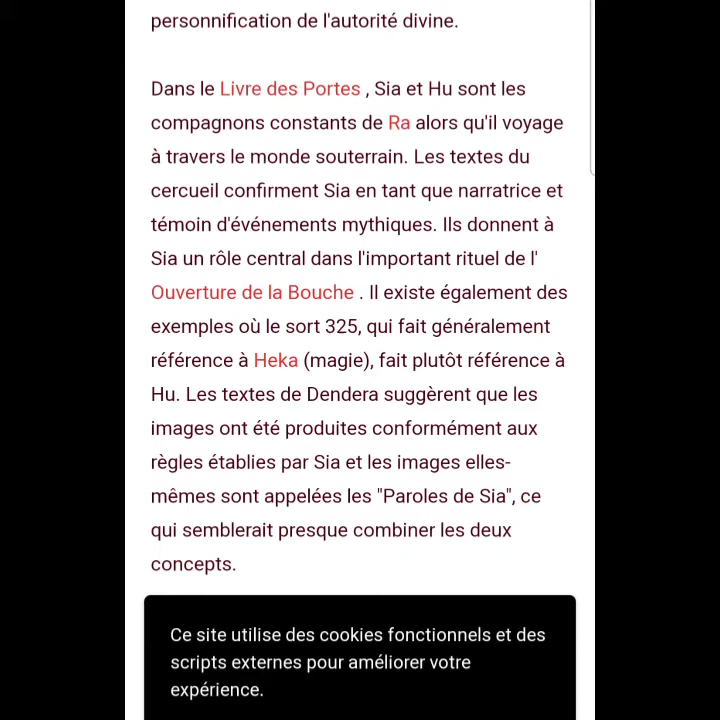 personnification de l'autorité divine.
Dans le Livre des Portes , Sia et Hu sont les
compagnons constants de Ra alors qu'il voyage
à travers le monde souterrain. Les textes du
cercueil confirment Sia en tant que narratrice et
témoin d'événements mythiques. Ils donnent à
Sia un rôle central dans l'important rituel de l'
Ouverture de la Bouche . Il existe également des
exemples où le sort 325, qui fait généralement
référence à Heka (magie), fait plutôt référence à
Hu. Les textes de Dendera suggèrent que les
images ont été produites conformément aux
règles établies par Sia et les images elles-
mêmes sont appelées les "Paroles de Sia", ce
qui semblerait presque combiner les deux
concepts.
Ce site utilise des cookies fonctionnels et des
scripts externes pour améliorer votre
expérience.